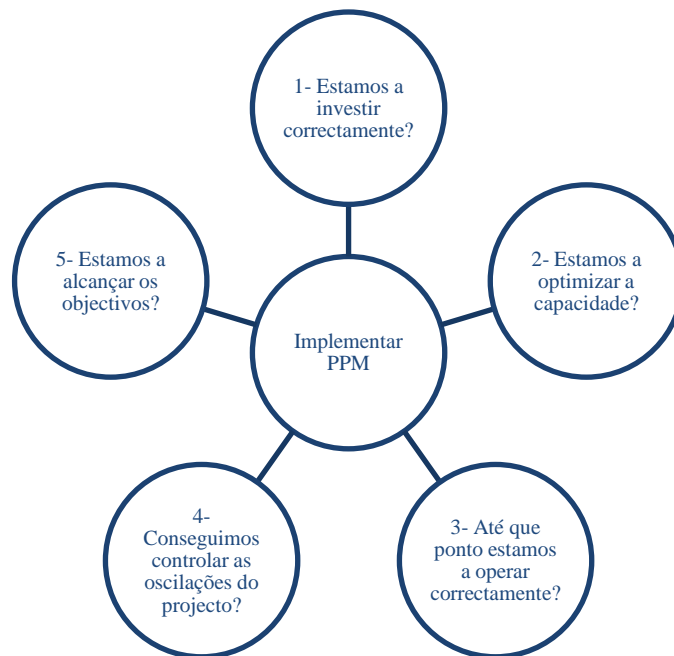 1- Estamos a
investir
correctamente?
2- Estamos a
optimizar a
capacidade?
3- Até que
ponto estamos
a operar
correctamente?
4-
Conseguimos
controlar as
oscilações do
projecto?
5- Estamos a
alcançar os
objectivos?
Implementar
PPM